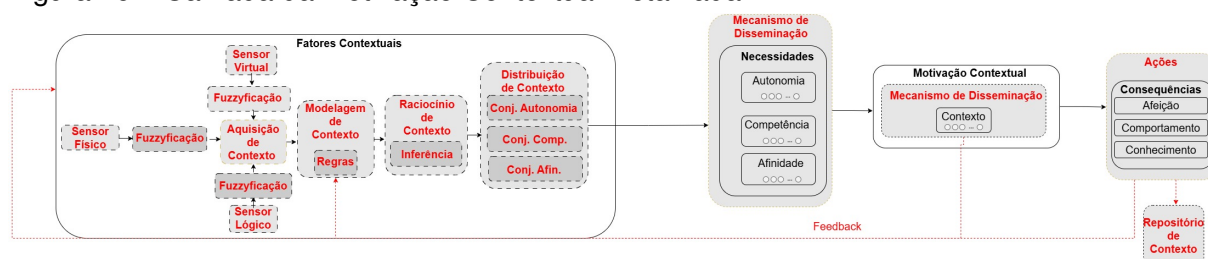 Fatores Contextuais
Sensor
Virtual
Fuzzyficação
Sensor
Físico
Fuzzyficação
Aquisição
de
Contexto
Fuzzyficação
Sensor
Lógico
Modelagem
de
Contexto
Regras
Raciocínio
de
Contexto
Inferência
Distribuição
de Contexto
Conj. Autonomia
Conj. Comp.
Conj. Afin.
Mecanismo de
Disseminação
Necessidades
Autonomia
Competência
Afinidade
Motivação Contextual
Mecanismo de Disseminação
Contexto
Ações
Consequências
Afeição
Comportamento
Conhecimento
Feedback
Repositório
de
Contexto